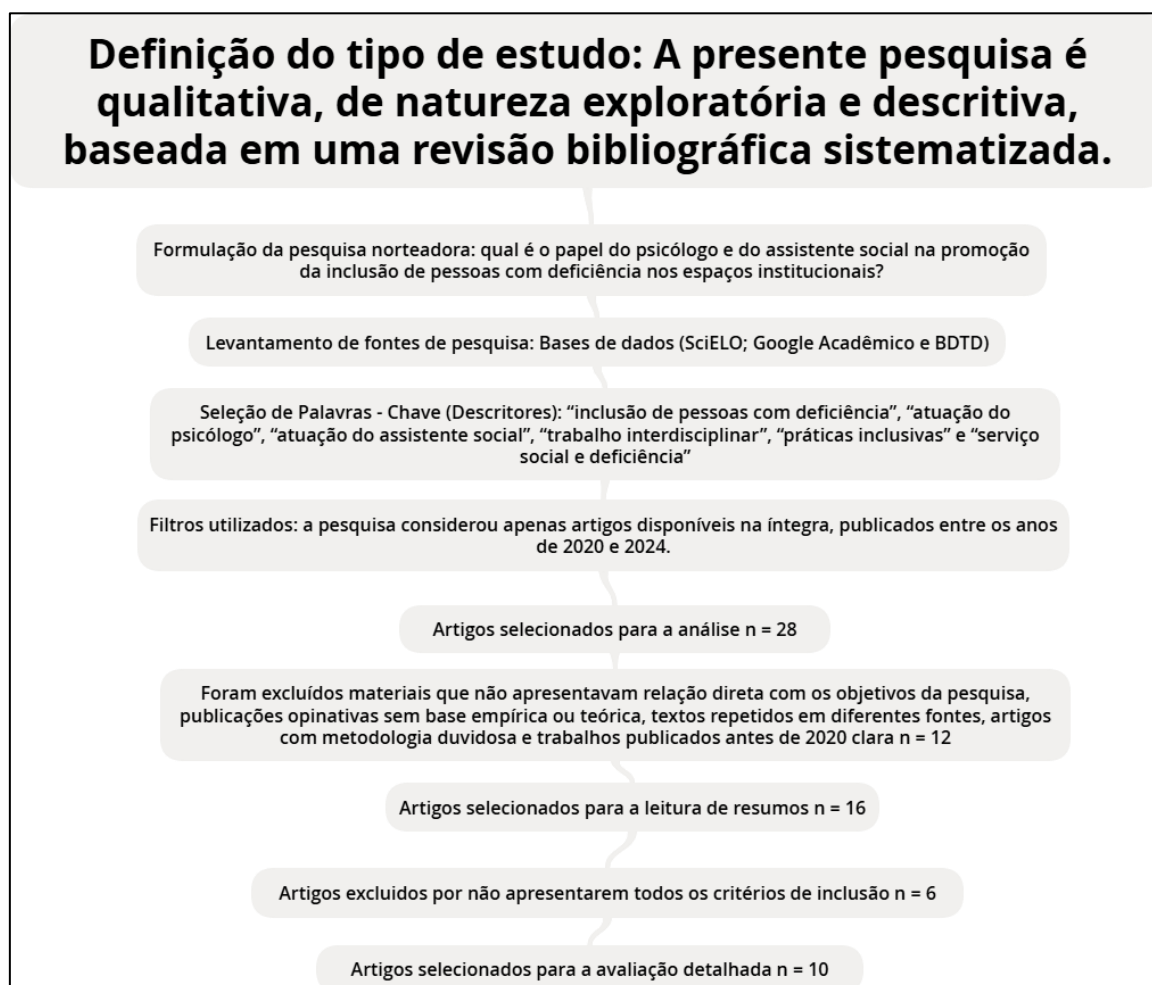 Definição do tipo de estudo: A presente pesquisa é
qualitativa, de natureza exploratória e descritiva,
baseada em uma revisão bibliográfica sistematizada.
Formulação da pesquisa norteadora: qual é o papel do psicólogo e do assistente social na promoção
da inclusão de pessoas com deficiência nos espaços institucionais?
Levantamento de fontes de pesquisa: Bases de dados (SciELO; Google Acadêmico e BDTD)
Seleção de Palavras - Chave (Descritores): “inclusão de pessoas com deficiência”, “atuação do
psicólogo”, “atuação do assistente social”, “trabalho interdisciplinar”, “práticas inclusivas” e “serviço
social e deficiência”
Filtros utilizados: a pesquisa considerou apenas artigos disponíveis na íntegra, publicados entre os anos
de 2020 e 2024.
Artigos selecionados para a análise n = 28
Foram excluídos materiais que não apresentavam relação direta com os objetivos da pesquisa,
publicações opinativas sem base empírica ou teórica, textos repetidos em diferentes fontes, artigos
com metodologia duvidosa e trabalhos publicados antes de 2020 clara n = 12
Artigos selecionados para a leitura de resumos n = 16
Artigos excluidos por não apresentarem todos os critérios de inclusão n = 6
Artigos selecionados para a avaliação detalhada n = 10